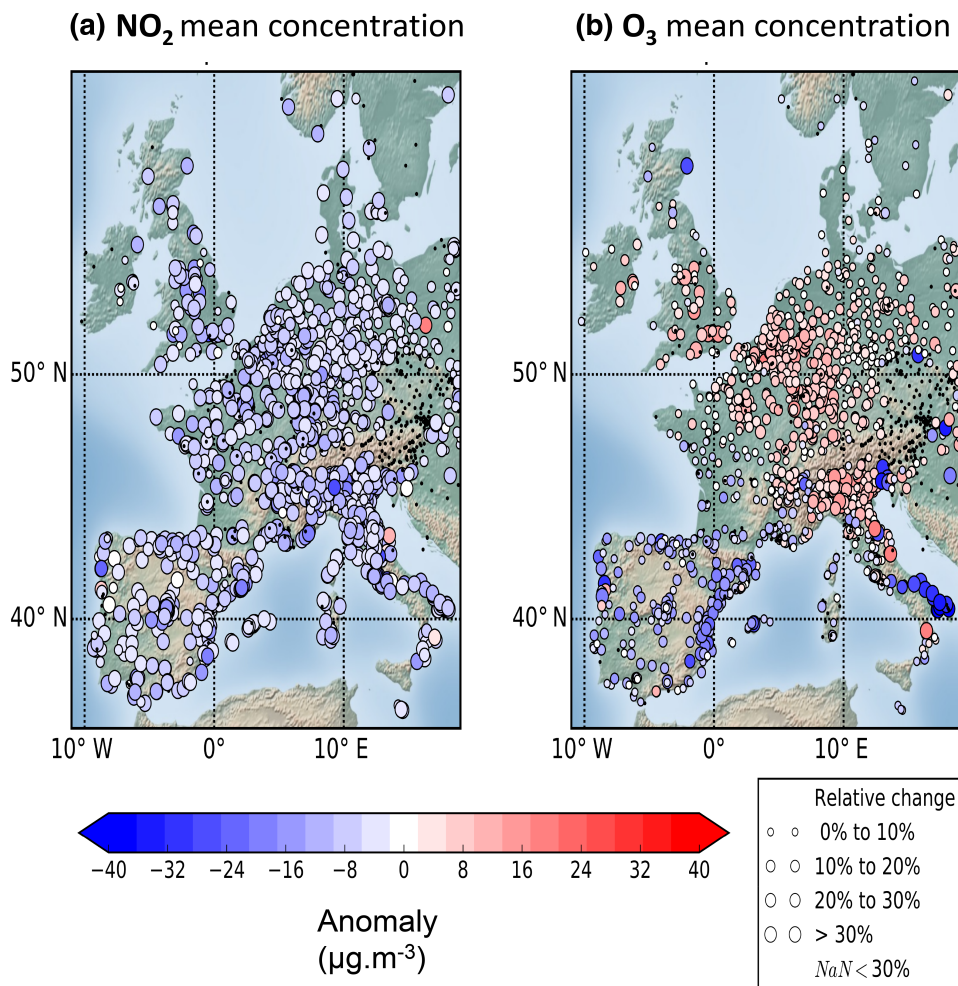 (a) NO₂ mean concentration
(b) O₃ mean concentration
50° N
40° N
10° W 0° 10° E
50° N
40° N
10° W 0° 10° E
−40 −32 −24 −16 −8 0 8 16 24 32 40
Anomaly
(µg.m⁻³)
Relative change
0% to 10%
10% to 20%
20% to 30%
> 30%
NaN < 30%